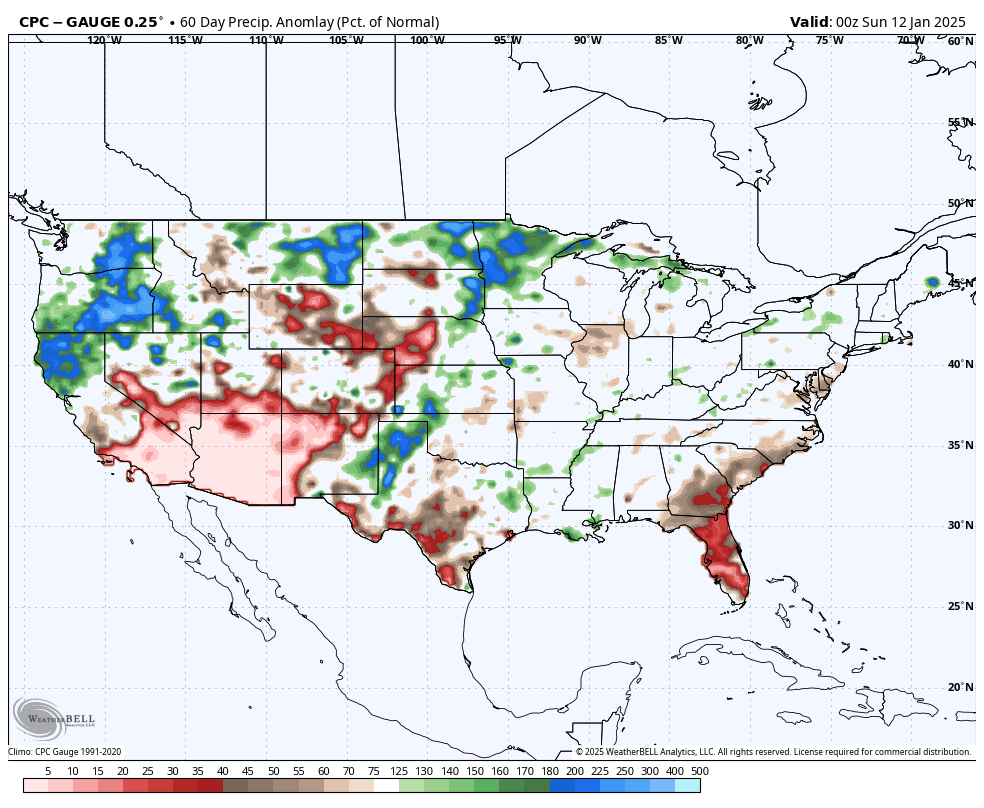 CPC – GAUGE 0.25° • 60 Day Precip. Anomlay (Pct. of Normal) Valid: 00z Sun 12 Jan 2025
120°W 115°W 110°W 105°W 100°W 95°W 90°W 85°W 80°W 75°W 70°W 60°N
55°N
50°N
45°N
40°N
35°N
30°N
25°N
20°N
WEATHERBELL
Analytics LLC
Climo: CPC Gauge 1991-2020 © 2025 WeatherBELL Analytics, LLC. All rights reserved. License required for commercial distribution.
5 10 15 20 25 30 35 40 45 50 55 60 70 75 125 130 140 150 160 170 180 200 225 250 300 400 500